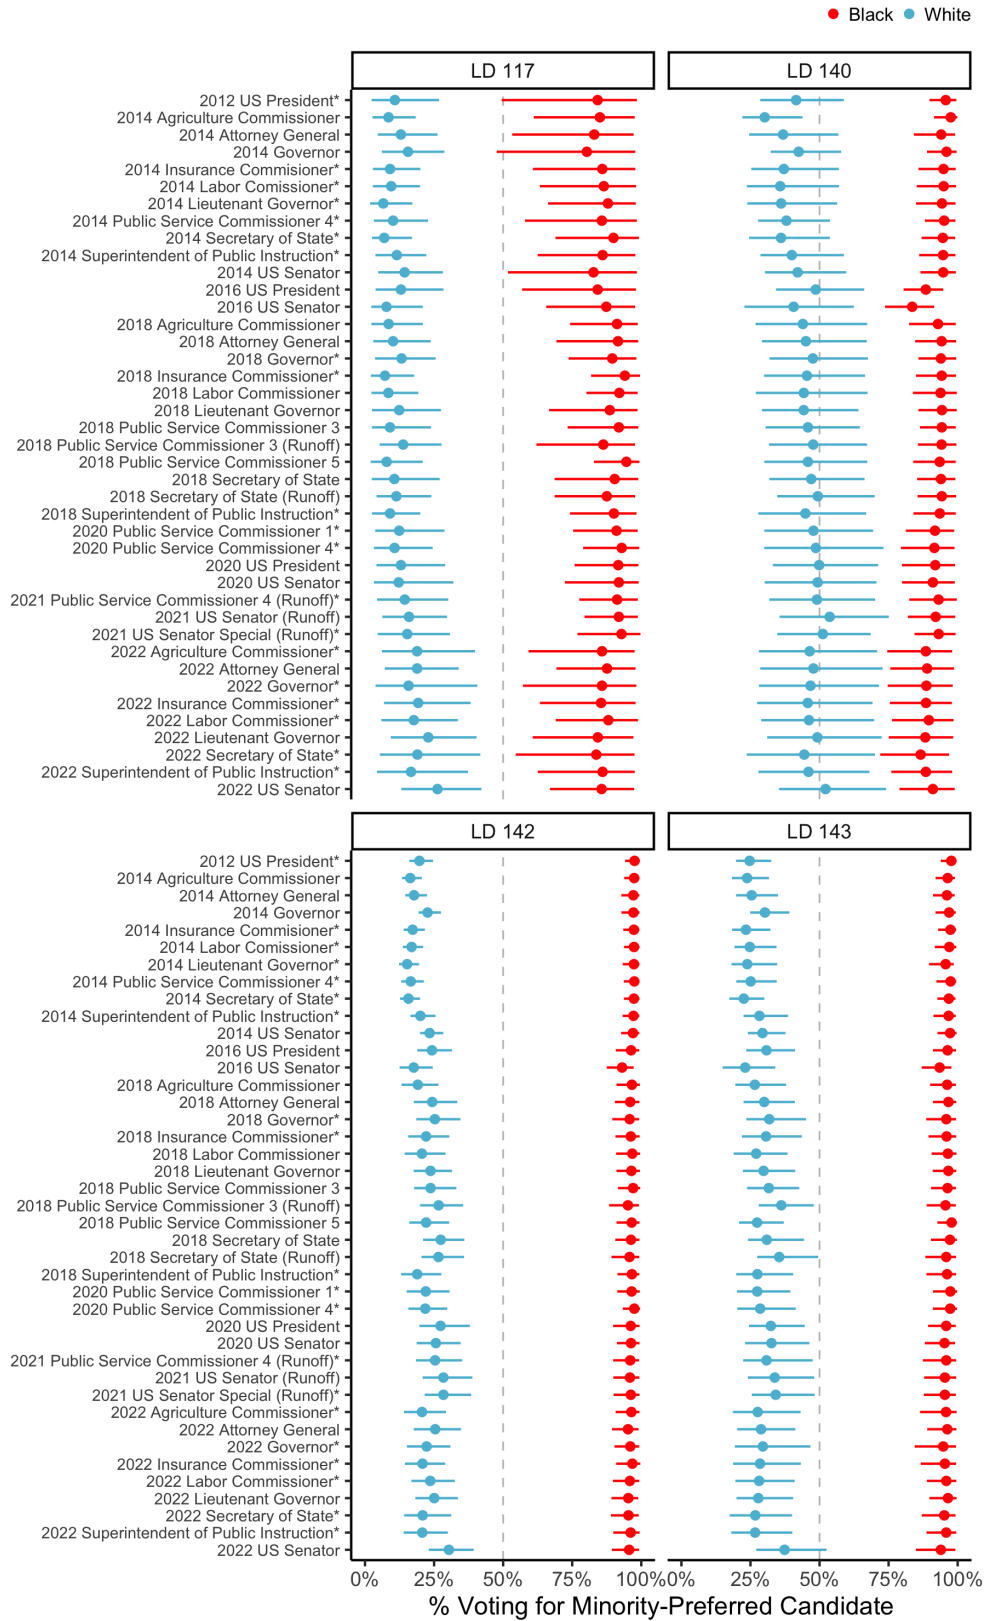 Black White
LD 117 LD 140
2012 US President*
2014 Agriculture Commissioner
2014 Attorney General
2014 Governor
2014 Insurance Commisioner*
2014 Labor Comissioner*
2014 Lieutenant Governor*
2014 Public Service Commissioner 4*
2014 Secretary of State*
2014 Superintendent of Public Instruction*
2014 US Senator
2016 US President
2016 US Senator
2018 Agriculture Commissioner
2018 Attorney General
2018 Governor*
2018 Insurance Commissioner*
2018 Labor Commissioner
2018 Lieutenant Governor
2018 Public Service Commissioner 3
2018 Public Service Commissioner 3 (Runoff)
2018 Public Service Commissioner 5
2018 Secretary of State
2018 Secretary of State (Runoff)
2018 Superintendent of Public Instruction*
2020 Public Service Commissioner 1*
2020 Public Service Commissioner 4*
2020 US President
2020 US Senator
2021 Public Service Commissioner 4 (Runoff)*
2021 US Senator (Runoff)
2021 US Senator Special (Runoff)*
2022 Agriculture Commissioner*
2022 Attorney General
2022 Governor*
2022 Insurance Commissioner*
2022 Labor Commissioner*
2022 Lieutenant Governor
2022 Secretary of State*
2022 Superintendent of Public Instruction*
2022 US Senator
LD 142 LD 143
2012 US President*
2014 Agriculture Commissioner
2014 Attorney General
2014 Governor
2014 Insurance Commisioner*
2014 Labor Comissioner*
2014 Lieutenant Governor*
2014 Public Service Commissioner 4*
2014 Secretary of State*
2014 Superintendent of Public Instruction*
2014 US Senator
2016 US President
2016 US Senator
2018 Agriculture Commissioner
2018 Attorney General
2018 Governor*
2018 Insurance Commissioner*
2018 Labor Commissioner
2018 Lieutenant Governor
2018 Public Service Commissioner 3
2018 Public Service Commissioner 3 (Runoff)
2018 Public Service Commissioner 5
2018 Secretary of State
2018 Secretary of State (Runoff)
2018 Superintendent of Public Instruction*
2020 Public Service Commissioner 1*
2020 Public Service Commissioner 4*
2020 US President
2020 US Senator
2021 Public Service Commissioner 4 (Runoff)*
2021 US Senator (Runoff)
2021 US Senator Special (Runoff)*
2022 Agriculture Commissioner*
2022 Attorney General
2022 Governor*
2022 Insurance Commissioner*
2022 Labor Commissioner*
2022 Lieutenant Governor
2022 Secretary of State*
2022 Superintendent of Public Instruction*
2022 US Senator
0% 25% 50% 75% 100% 0% 25% 50% 75% 100%
% Voting for Minority-Preferred Candidate